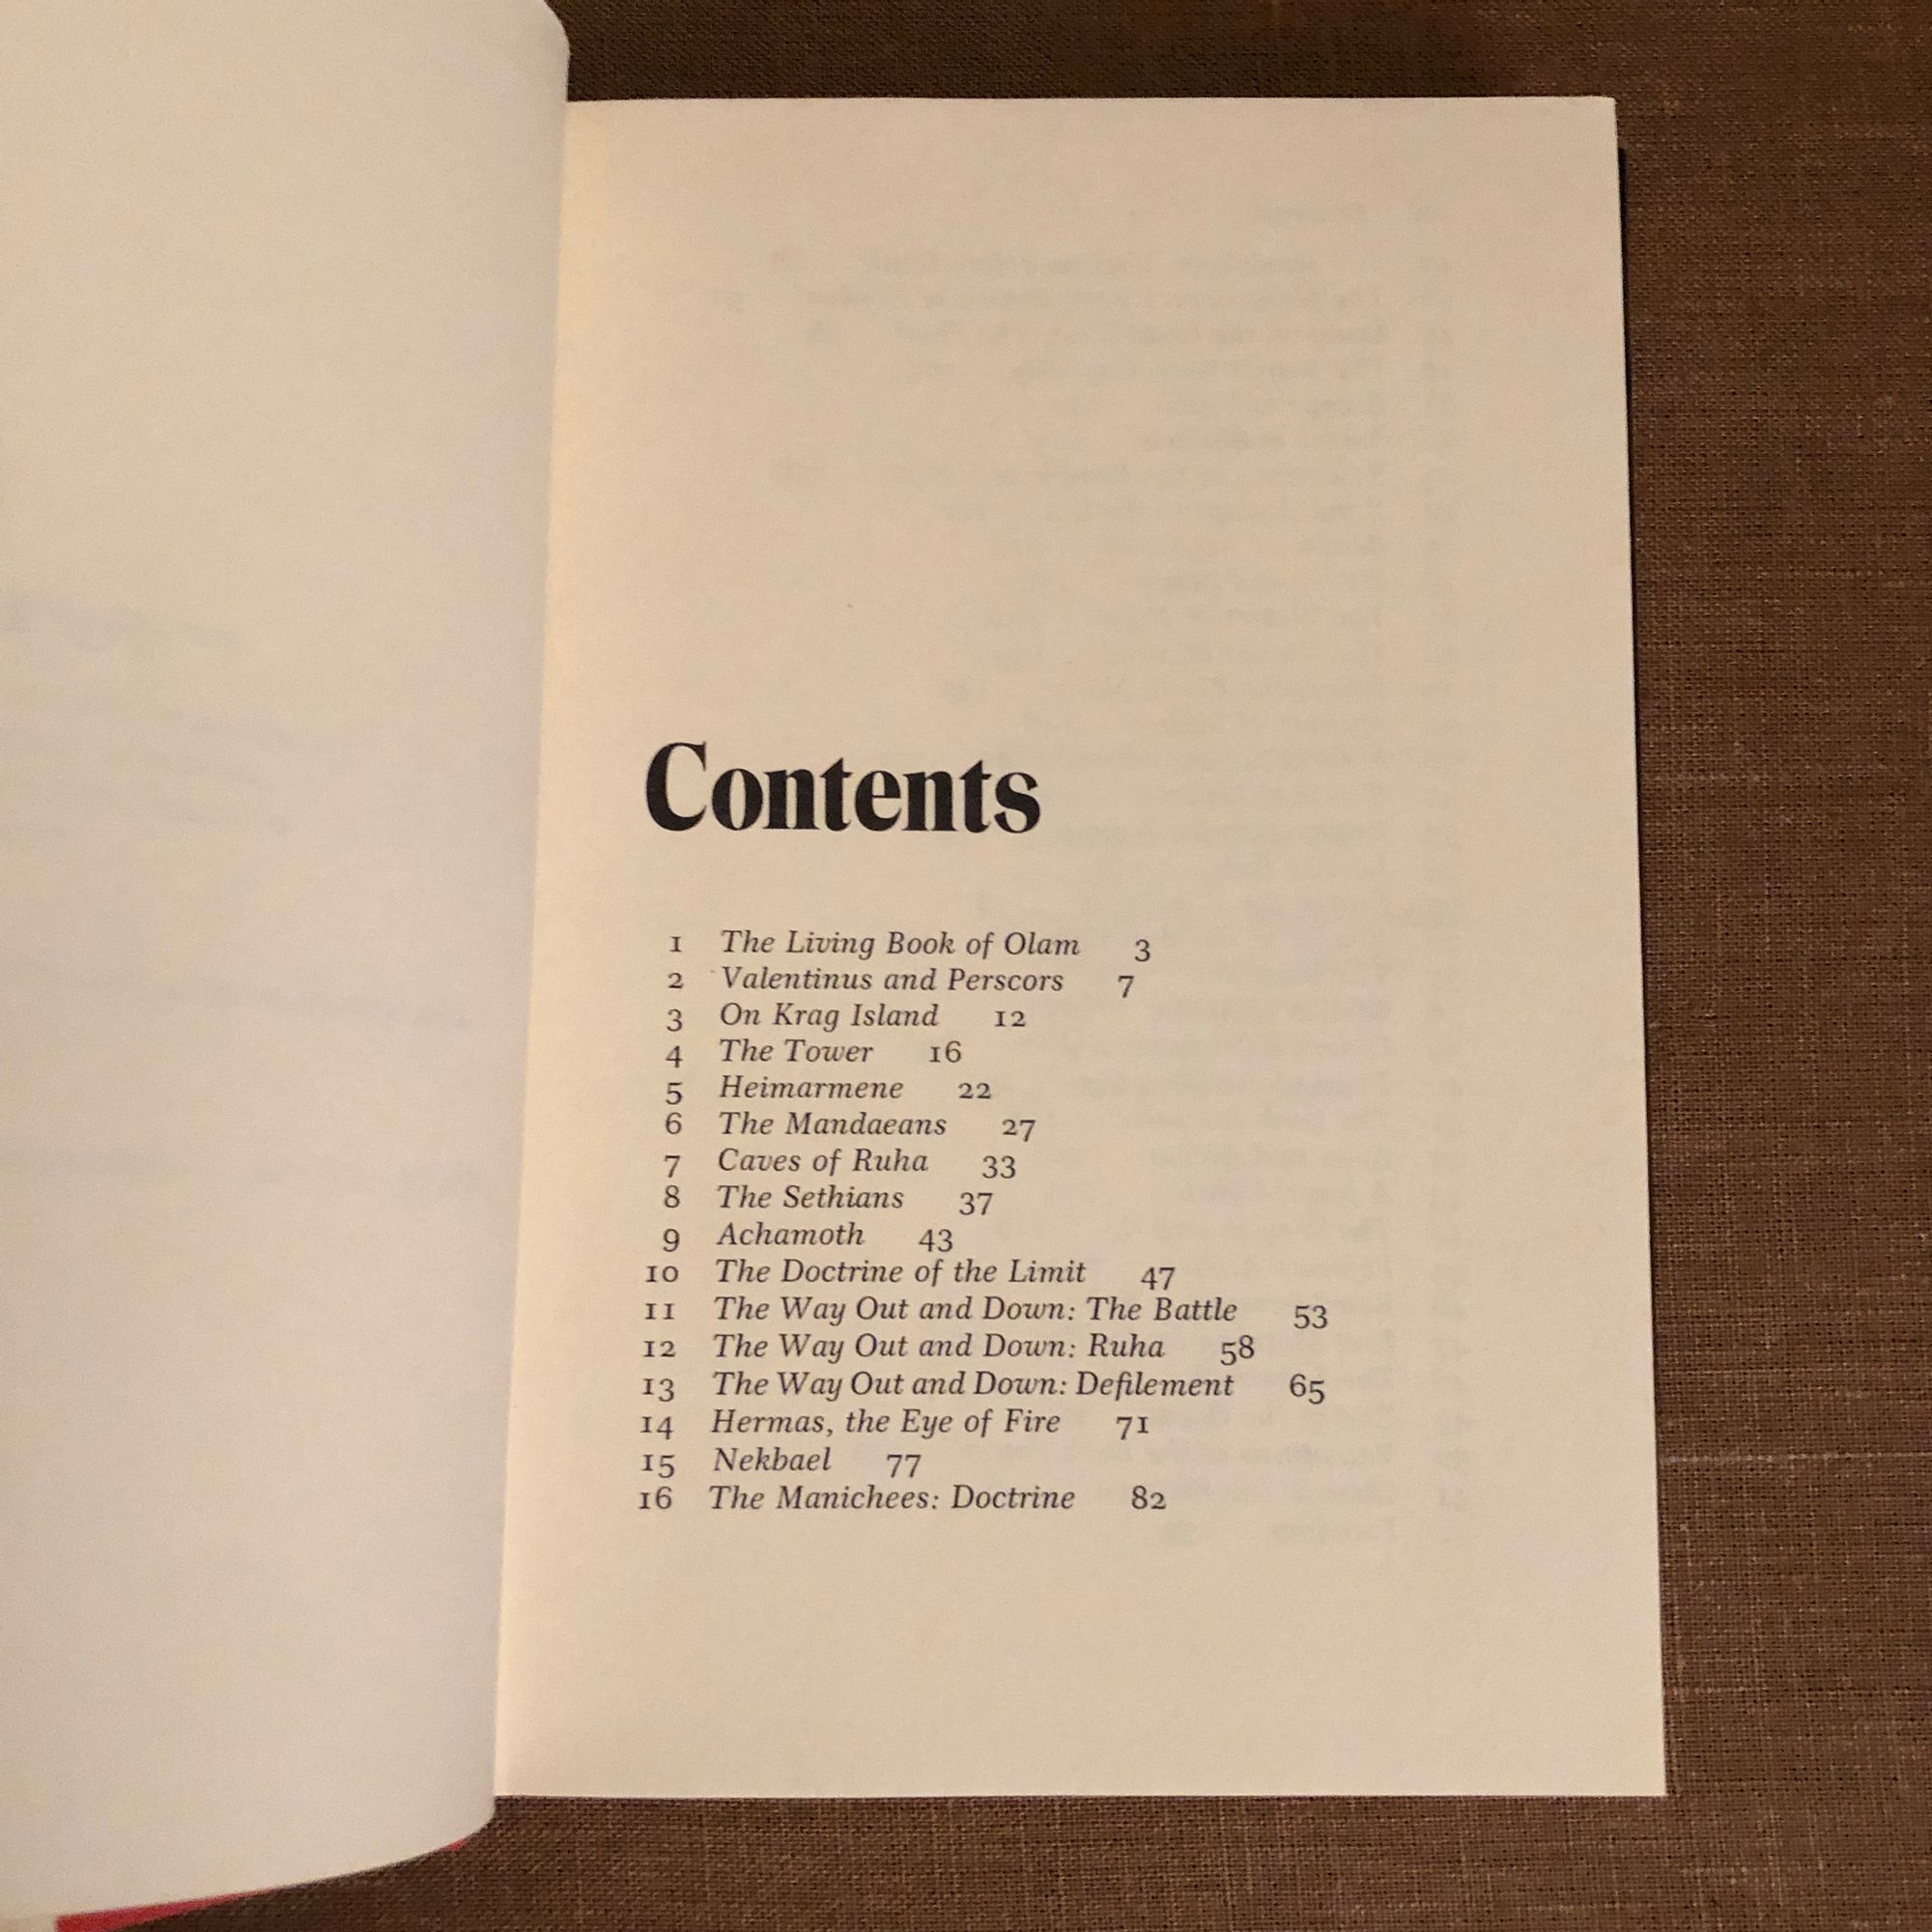 Contents
1 The Living Book of Olam 3
2 Valentinus and Perscors 7
3 On Krag Island 12
4 The Tower 16
5 Heimarmene 22
6 The Mandaeans 27
7 Caves of Ruha 33
8 The Sethians 37
9 Achamoth 43
10 The Doctrine of the Limit 47
11 The Way Out and Down: The Battle 53
12 The Way Out and Down: Ruha 58
13 The Way Out and Down: Defilement 65
14 Hermas, the Eye of Fire 71
15 Nekbael 77
16 The Manichees: Doctrine 82